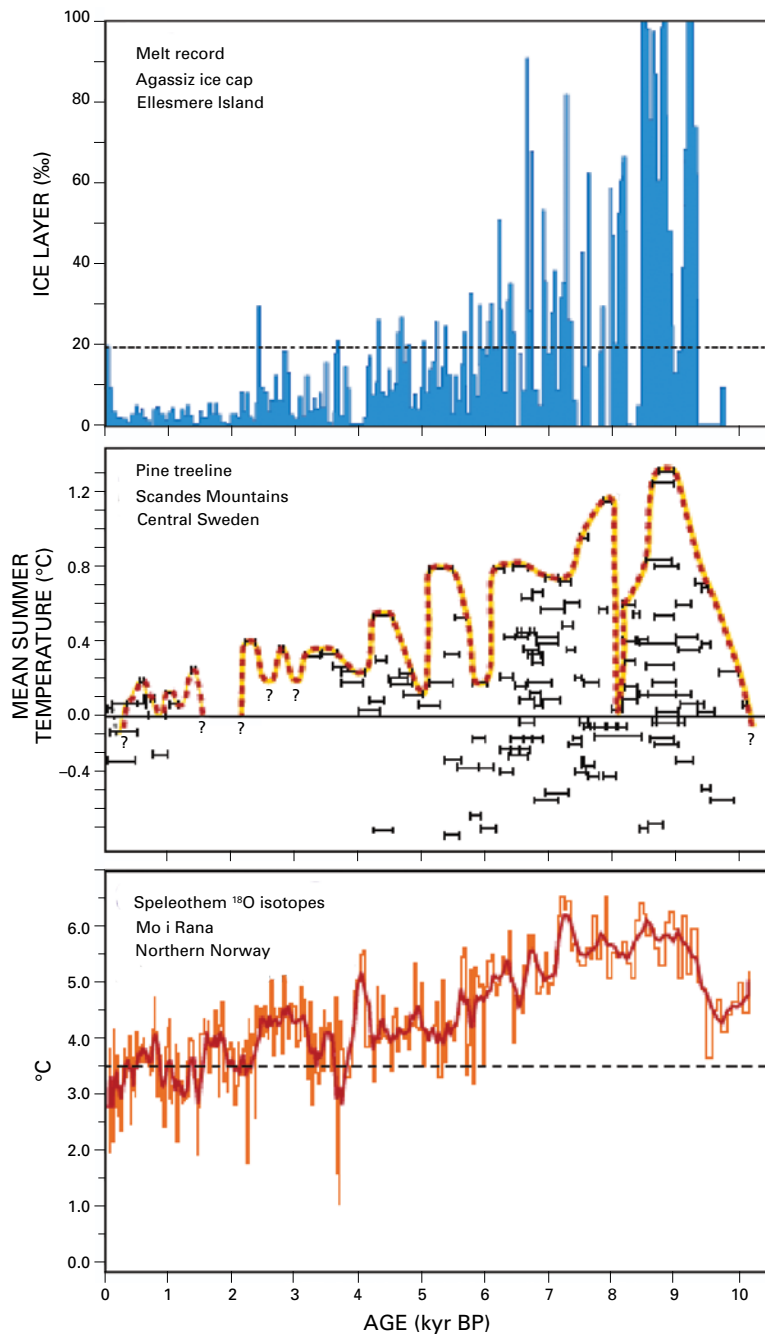 100
80
60
40
20
0
ICE LAYER (‰)
Melt record
Agassiz ice cap
Ellesmere Island
1.2
0.8
0.4
0.0
–0.4
MEAN SUMMER
TEMPERATURE (°C)
Pine treeline
Scandes Mountains
Central Sweden
?
?
?
?
?
?
6.0
5.0
4.0
3.0
2.0
1.0
0.0
°C
Speleothem ¹⁸O isotopes
Mo i Rana
Northern Norway
0 1 2 3 4 5 6 7 8 9 10
AGE (kyr BP)